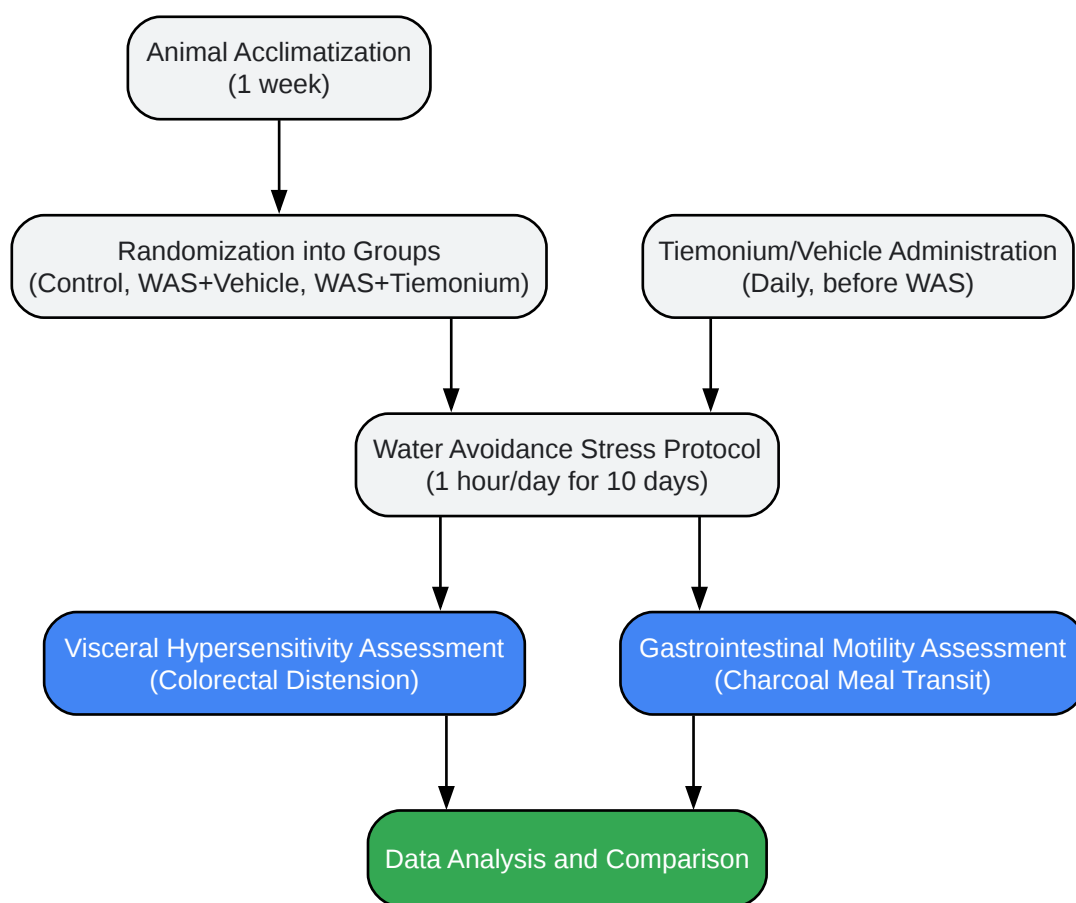 Animal Acclimatization
(1 week)
Randomization into Groups
(Control, WAS+Vehicle, WAS+Tiemonium)
Tiemonium/Vehicle Administration
(Daily, before WAS)
Water Avoidance Stress Protocol
(1 hour/day for 10 days)
Visceral Hypersensitivity Assessment
(Colorectal Distension)
Gastrointestinal Motility Assessment
(Charcoal Meal Transit)
Data Analysis and Comparison